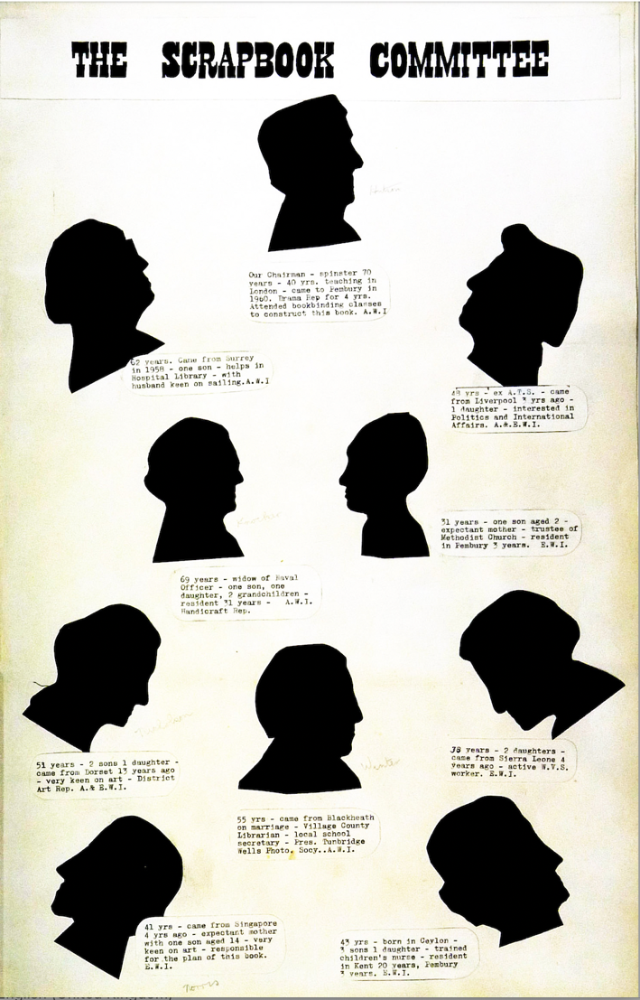 THE SCRAPBOOK COMMITTEE
Our Chairman - spinster 70
years - 40 yrs. teaching in
London - came to Pembury in
1960. Drama Rep for 4 yrs.
Attended bookbinding classes
to construct this book. A.W.I
62 years. Came from Surrey
in 1958 - one son - helps in
Hospital Library - with
husband keen on sailing.A.W.I
48 yrs - ex A.T.S. - came
from Liverpool 3 yrs ago -
1 daughter - interested in
Politics and International
Affairs. A.&.E.W.I.
31 years - one son aged 2 -
expectant mother - trustee of
Methodist Church - resident
in Pembury 3 years. E.W.I.
69 years - widow of Naval
Officer - one son, one
daughter, 2 grandchildren -
resident 31 years - A.W.I.
Handicraft Rep.
51 years - 2 sons 1 daughter -
came from Dorset 13 years ago
- very keen on art - District
Art Rep. A.& E.W.I.
38 years - 2 daughters -
came from Sierra Leone 4
years ago - active W.V.S.
worker. E.W.I.
Winter
55 yrs - came from Blackheath
on marriage - Village County
Librarian - local school
secretary - Pres. Tunbridge
Wells Photo. Socy..A.W.I.
41 yrs - came from Singapore
4 yrs ago - expectant mother
with one son aged 14 - very
keen on art - responsible
for the plan of this book.
E.W.I.
43 yrs - born in Ceylon -
3 sons 1 daughter - trained
children's nurse - resident
in Kent 20 years, Pembury
3 years. E.W.I.
Norris